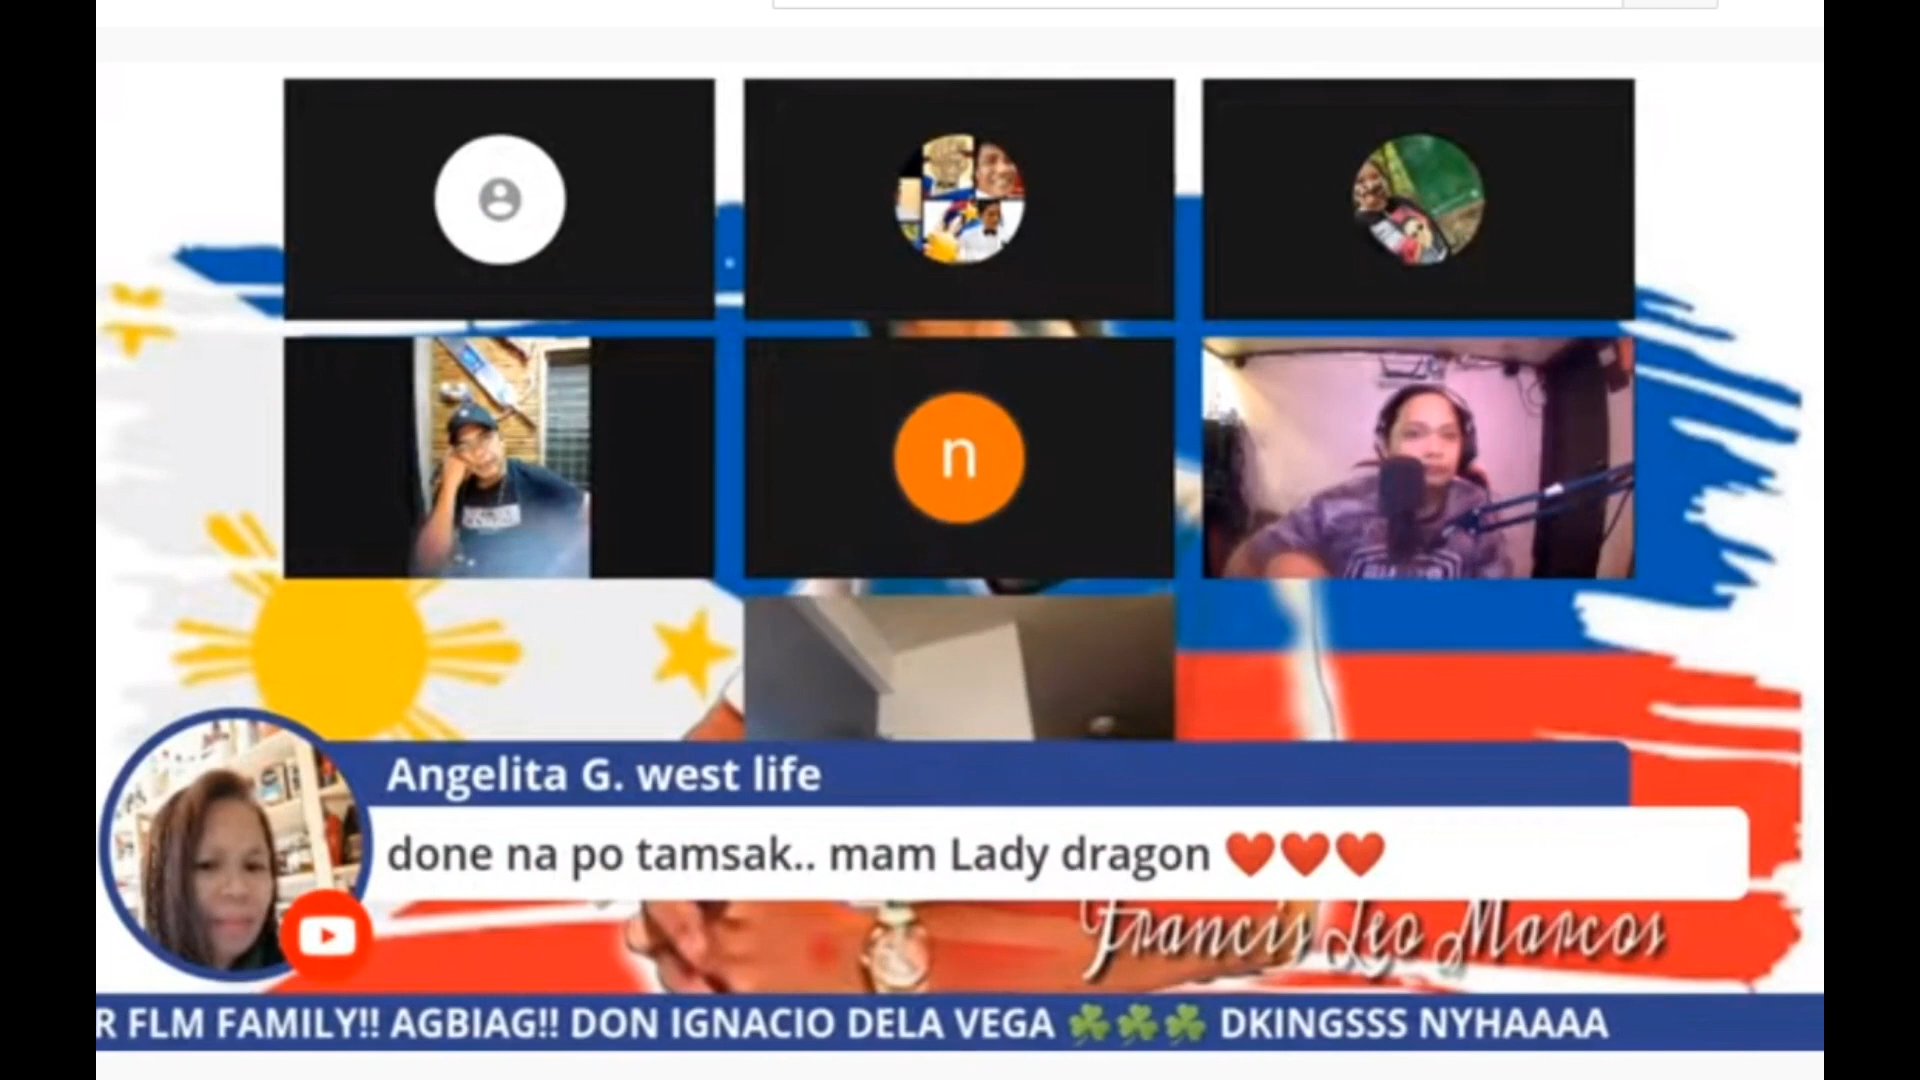 n
Angelita G. west life
done na po tamsak.. mam Lady dragon ❤️❤️❤️
Francis Leo Marcos
R FLM FAMILY!! AGBIAG!! DON IGNACIO DELA VEGA ☘️☘️☘️ DKINGSSS NYHAAAA